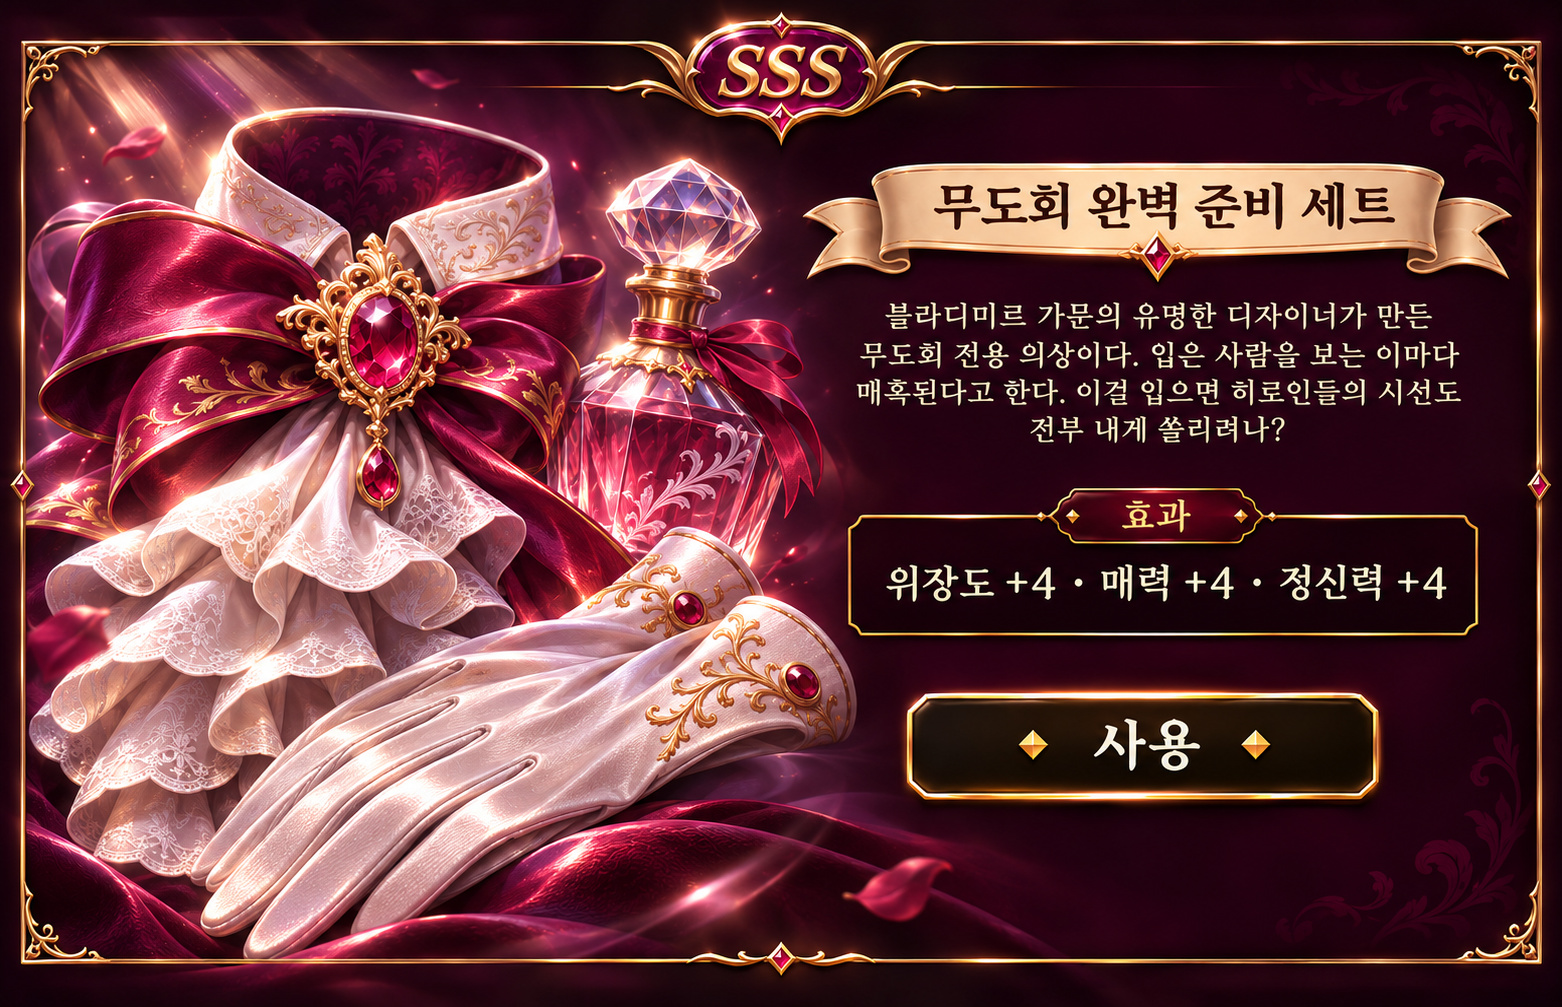 SSS
무도회 완벽 준비 세트
블라디미르 가문의 유명한 디자이너가 만든
무도회 전용 의상이다. 입은 사람을 보는 이마다
매혹된다고 한다. 이걸 입으면 히로인들의 시선도
전부 내게 쏠리려나?
효과
위장도 +4 · 매력 +4 · 정신력 +4
사용